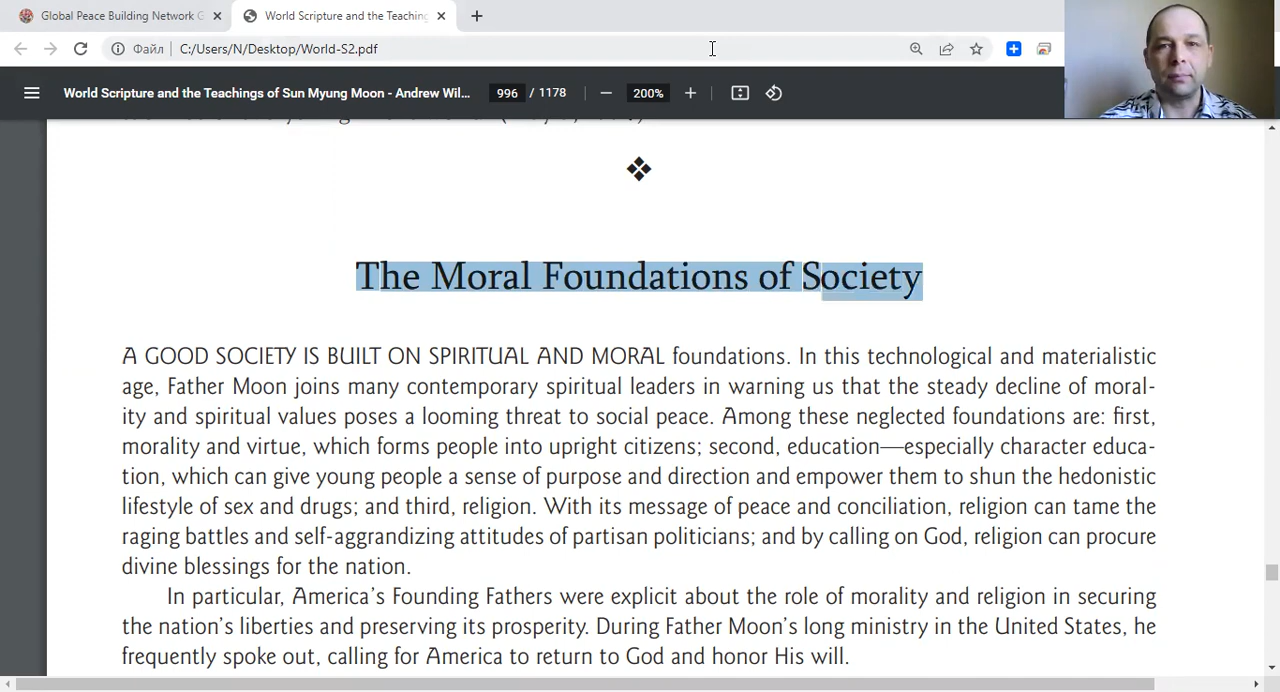 Global Peace Building Network G
World Scripture and the Teaching
Файл
C:/Users/N/Desktop/World-S2.pdf
World Scripture and the Teachings of Sun Myung Moon - Andrew Wil... 996 / 1178 200%
The Moral Foundations of Society
A GOOD SOCIETY IS BUILT ON SPIRITUAL AND MORAL foundations. In this technological and materialistic
age, Father Moon joins many contemporary spiritual leaders in warning us that the steady decline of moral-
ity and spiritual values poses a looming threat to social peace. Among these neglected foundations are: first,
morality and virtue, which forms people into upright citizens; second, education—especially character educa-
tion, which can give young people a sense of purpose and direction and empower them to shun the hedonistic
lifestyle of sex and drugs; and third, religion. With its message of peace and conciliation, religion can tame the
raging battles and self-aggrandizing attitudes of partisan politicians; and by calling on God, religion can procure
divine blessings for the nation.
In particular, America's Founding Fathers were explicit about the role of morality and religion in securing
the nation's liberties and preserving its prosperity. During Father Moon's long ministry in the United States, he
frequently spoke out, calling for America to return to God and honor His will.